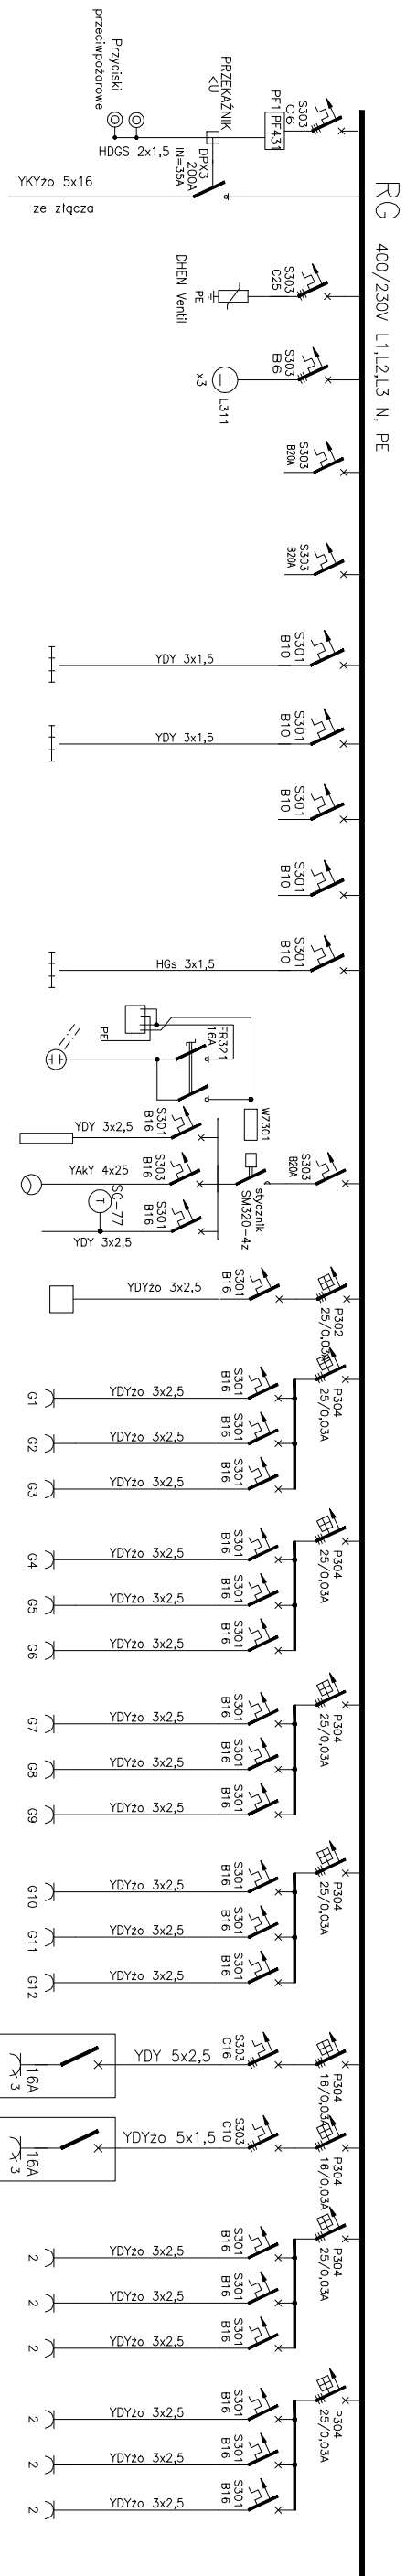 RG 400/230V L1,L2,L3 N, PE
S303
C6
PF1 PF431
PRZEKAŹNIK
<U
Przyciski
przeciwpożarowe
HDGS 2x1,5
DPX3
200A
IN=35A
YKYżo 5x16
ze złącza
S303
C25
PE
DHEN Ventil
S303
B6
L311
x3
S303
B20A
S303
B20A
S301
B10
YDY 3x1,5
S301
B10
YDY 3x1,5
S301
B10
S301
B10
S301
B10
HGs 3x1,5
FR321
16A
PE
WZ301
S303
B20A
stycznik
SM320-4z
S301
B16
YDY 3x2,5
S303
B16
YAkY 4x25
S301
B16
SC-77
T
YDY 3x2,5
P302
25/0,03A
S301
B16
YDYżo 3x2,5
P304
25/0,03A
S301
B16
YDYżo 3x2,5
G1
S301
B16
YDYżo 3x2,5
G2
S301
B16
YDYżo 3x2,5
G3
P304
25/0,03A
S301
B16
YDYżo 3x2,5
G4
S301
B16
YDYżo 3x2,5
G5
S301
B16
YDYżo 3x2,5
G6
P304
25/0,03A
S301
B16
YDYżo 3x2,5
G7
S301
B16
YDYżo 3x2,5
G8
S301
B16
YDYżo 3x2,5
G9
P304
25/0,03A
S301
B16
YDYżo 3x2,5
G10
S301
B16
YDYżo 3x2,5
G11
S301
B16
YDYżo 3x2,5
G12
P304
16/0,03A
S303
C16
YDY 5x2,5
16A
3
P304
16/0,03A
S303
C10
YDYżo 5x1,5
16A
3
P304
25/0,03A
S301
B16
YDYżo 3x2,5
2
S301
B16
YDYżo 3x2,5
2
S301
B16
YDYżo 3x2,5
2
P304
25/0,03A
S301
B16
YDYżo 3x2,5
2
S301
B16
YDYżo 3x2,5
2
S301
B16
YDYżo 3x2,5
2